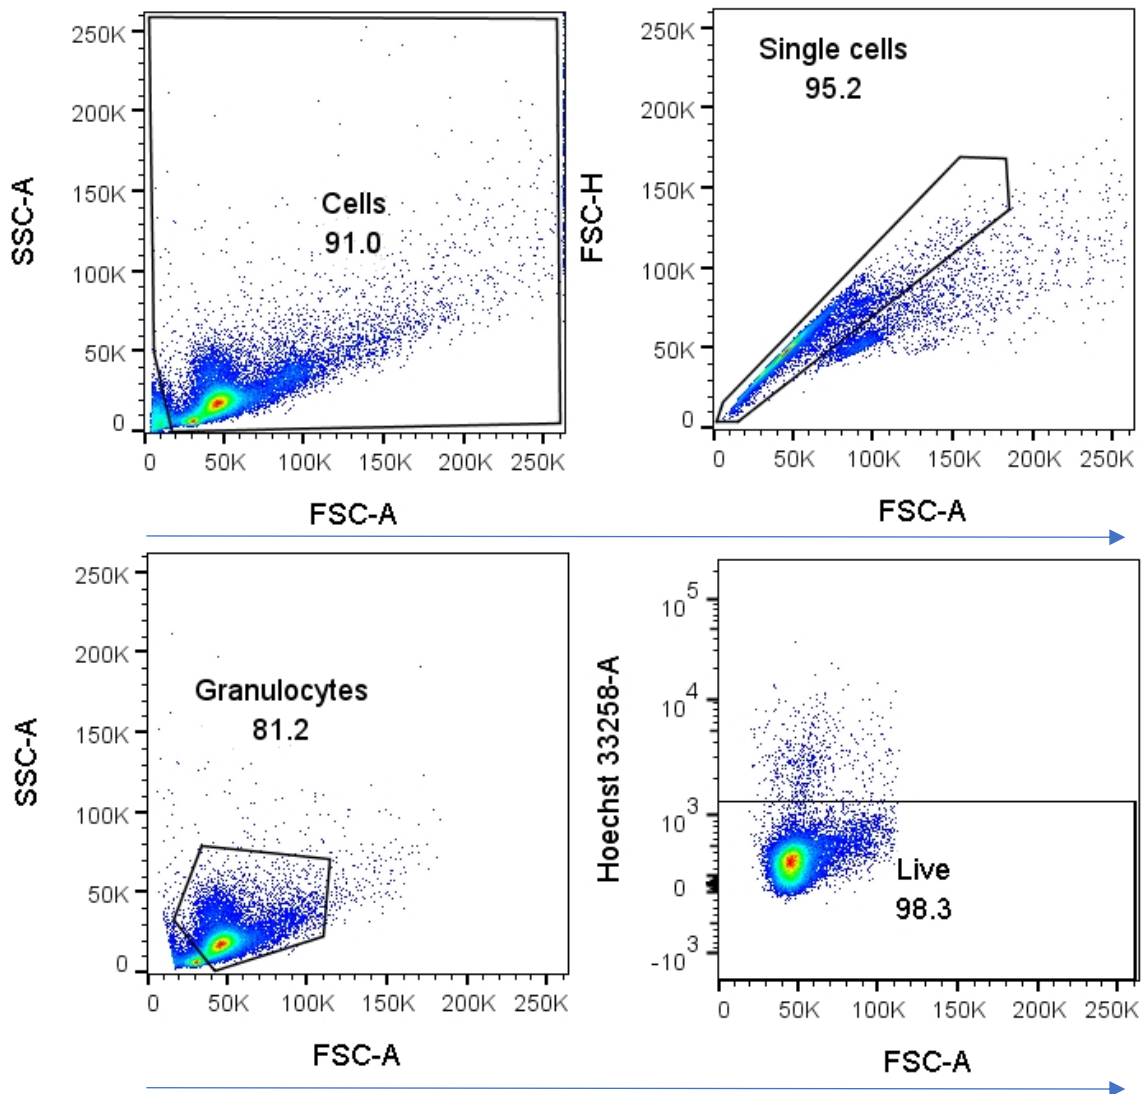 250K
200K
150K
100K
50K
0
SSC-A
Cells
91.0
0 50K 100K 150K 200K 250K
FSC-A
250K
200K
150K
100K
50K
0
FSC-H
Single cells
95.2
0 50K 100K 150K 200K 250K
FSC-A
250K
200K
150K
100K
50K
0
SSC-A
Granulocytes
81.2
0 50K 100K 150K 200K 250K
FSC-A
10^5
10^4
10^3
0
-10^3
Hoechst 33258-A
Live
98.3
0 50K 100K 150K 200K 250K
FSC-A